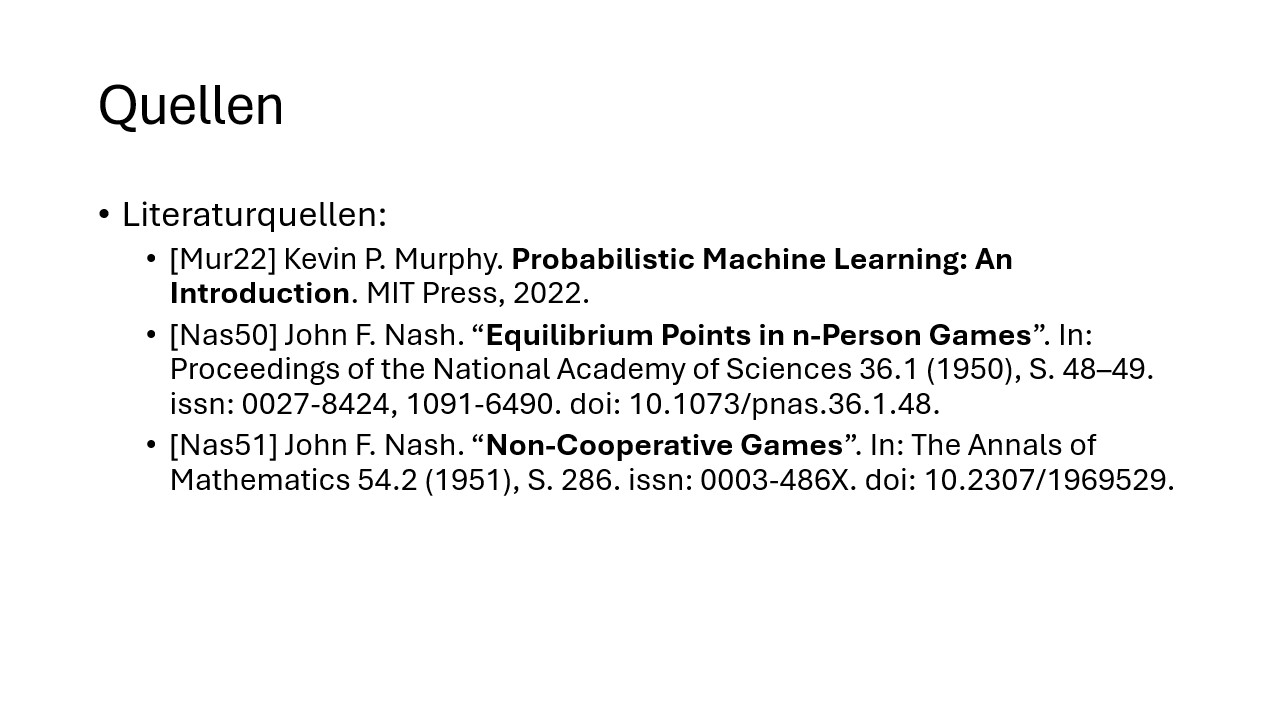 Quellen
• Literaturquellen:
• [Mur22] Kevin P. Murphy. Probabilistic Machine Learning: An
Introduction. MIT Press, 2022.
• [Nas50] John F. Nash. “Equilibrium Points in n-Person Games”. In:
Proceedings of the National Academy of Sciences 36.1 (1950), S. 48–49.
issn: 0027-8424, 1091-6490. doi: 10.1073/pnas.36.1.48.
• [Nas51] John F. Nash. “Non-Cooperative Games”. In: The Annals of
Mathematics 54.2 (1951), S. 286. issn: 0003-486X. doi: 10.2307/1969529.